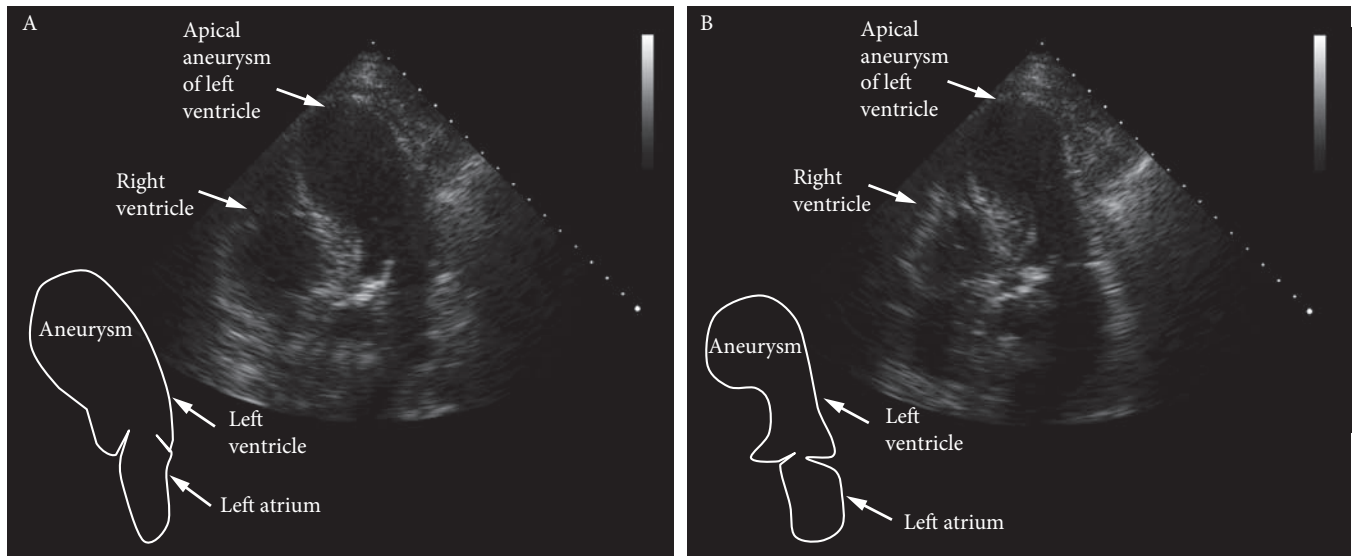 A
Apical
aneurysm
of left
ventricle
Right
ventricle
Aneurysm
Left
ventricle
Left atrium
B
Apical
aneurysm
of left
ventricle
Right
ventricle
Aneurysm
Left
ventricle
Left atrium